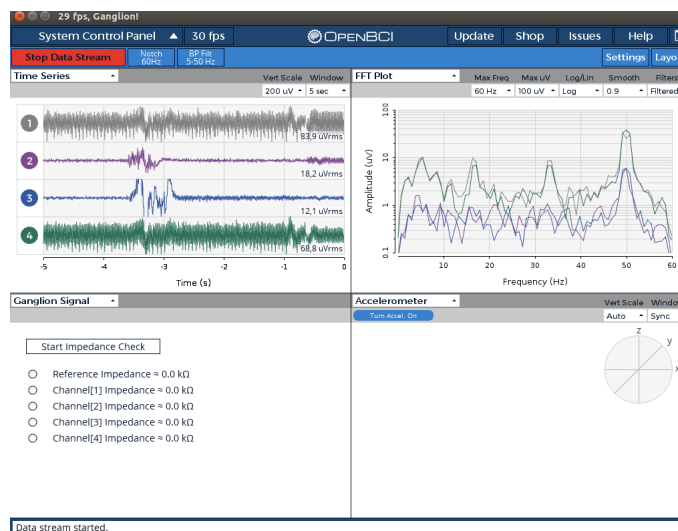 29 fps, Ganglion!
System Control Panel 30 fps OPENBCI Update Shop Issues Help
Stop Data Stream Notch 60Hz BP Filt 5-50 Hz Settings Layo
Time Series Vert Scale Window
200 uV 5 sec
1 83,9 uVrms
2 18,2 uVrms
3 12,1 uVrms
4 68,8 uVrms
-5 -4 -3 -2 -1 0
Time (s)
FFT Plot Max Freq Max uV Log/Lin Smooth Filters
60 Hz 100 uV Log 0.9 Filtered
100
10
1
0.1
Amplitude (uV)
10 20 30 40 50 60
Frequency (Hz)
Ganglion Signal
Start Impedance Check
Reference Impedance ≈ 0.0 kΩ
Channel[1] Impedance ≈ 0.0 kΩ
Channel[2] Impedance ≈ 0.0 kΩ
Channel[3] Impedance ≈ 0.0 kΩ
Channel[4] Impedance ≈ 0.0 kΩ
Accelerometer Vert Scale Windo
Turn Accel. On Auto Sync
z
y
x
Data stream started.